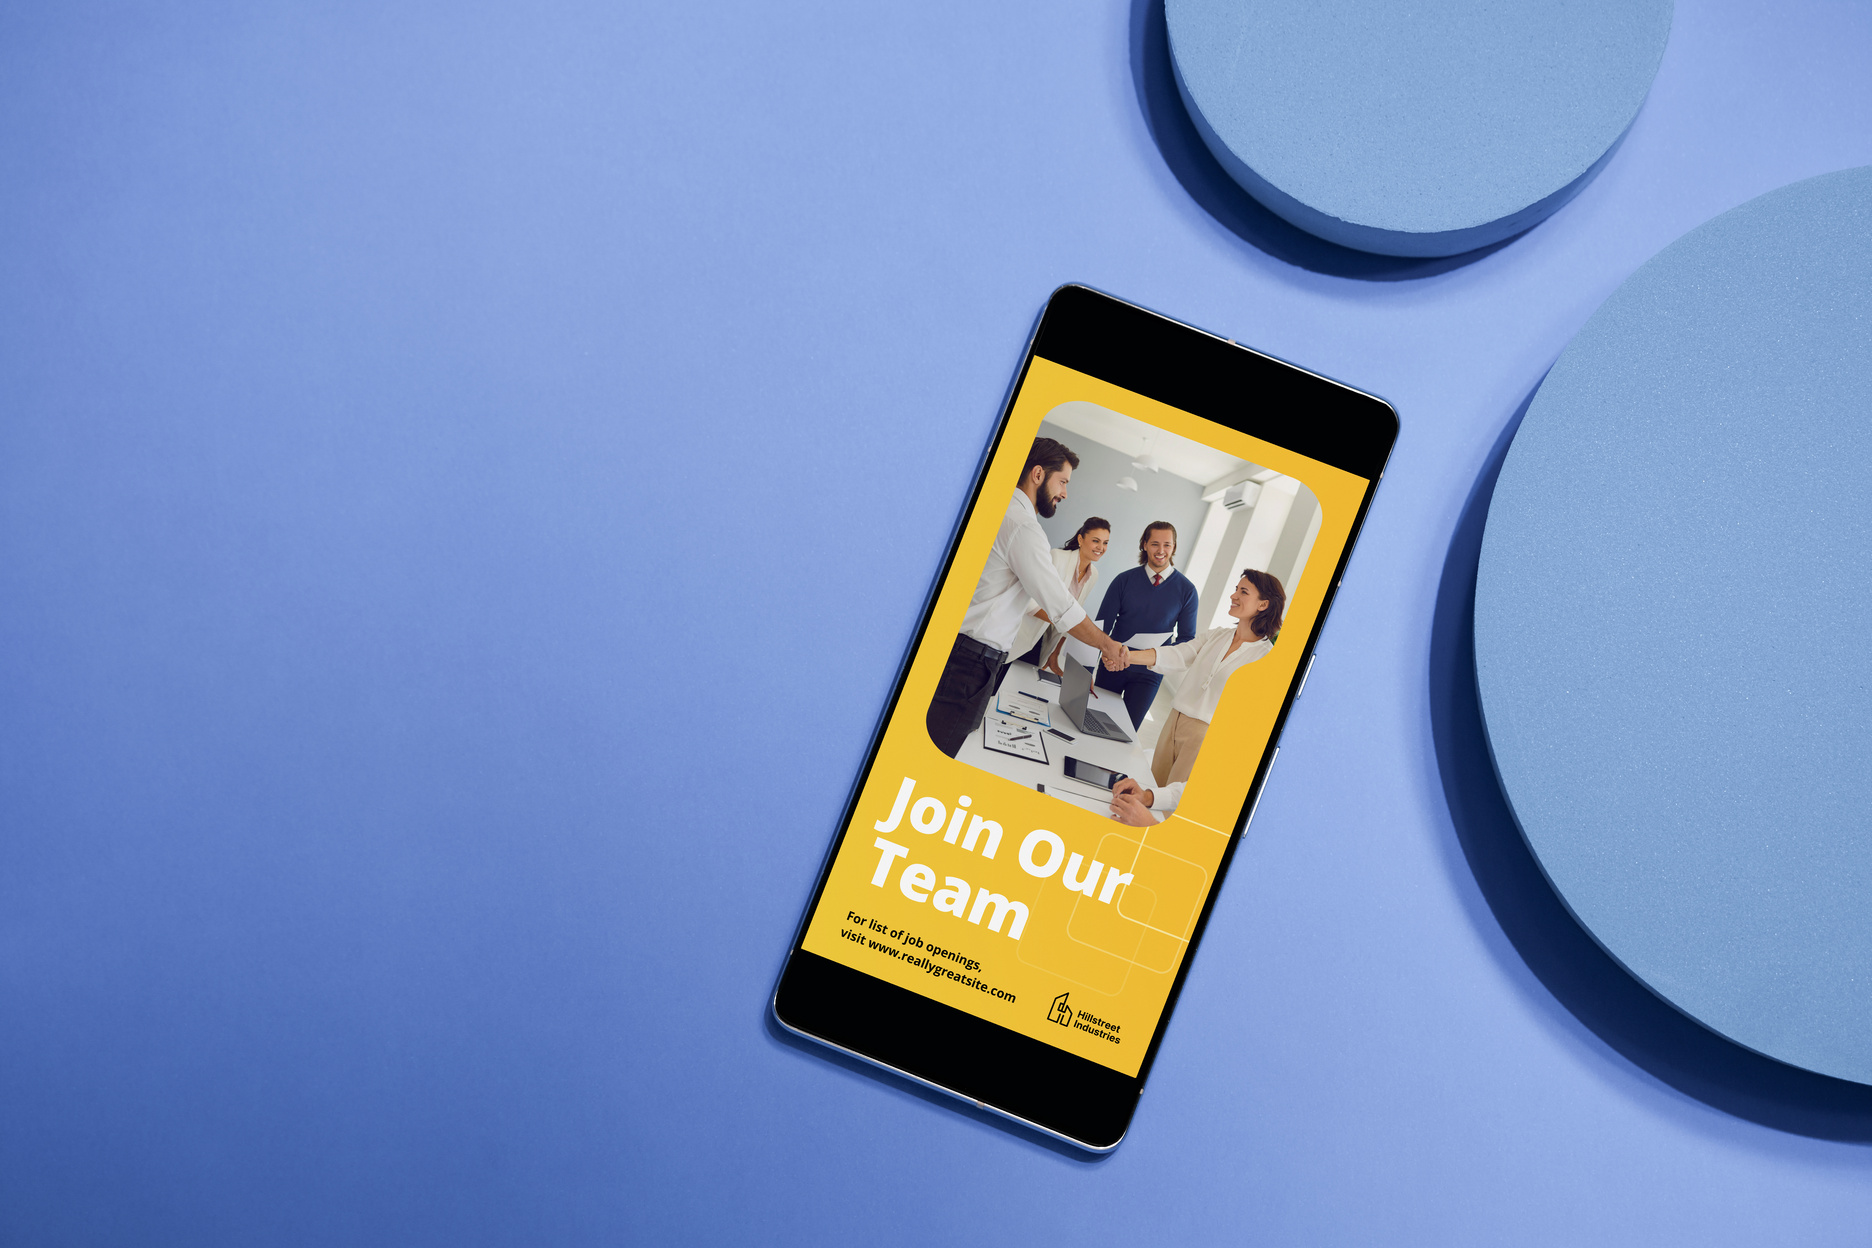 Join Our
Team
For list of job openings,
visit www.reallygreatsite.com
Hillstreet
Industries